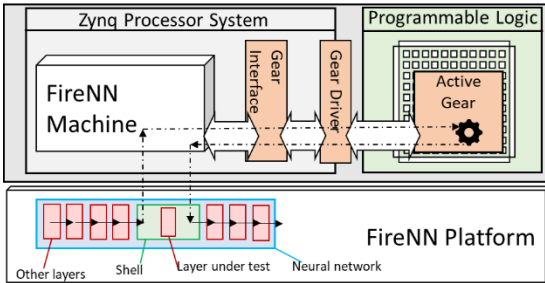 Zynq Processor System
Programmable Logic
FireNN
Machine
Gear
Interface
Gear Driver
Active
Gear
FireNN Platform
Other layers
Shell
Layer under test
Neural network